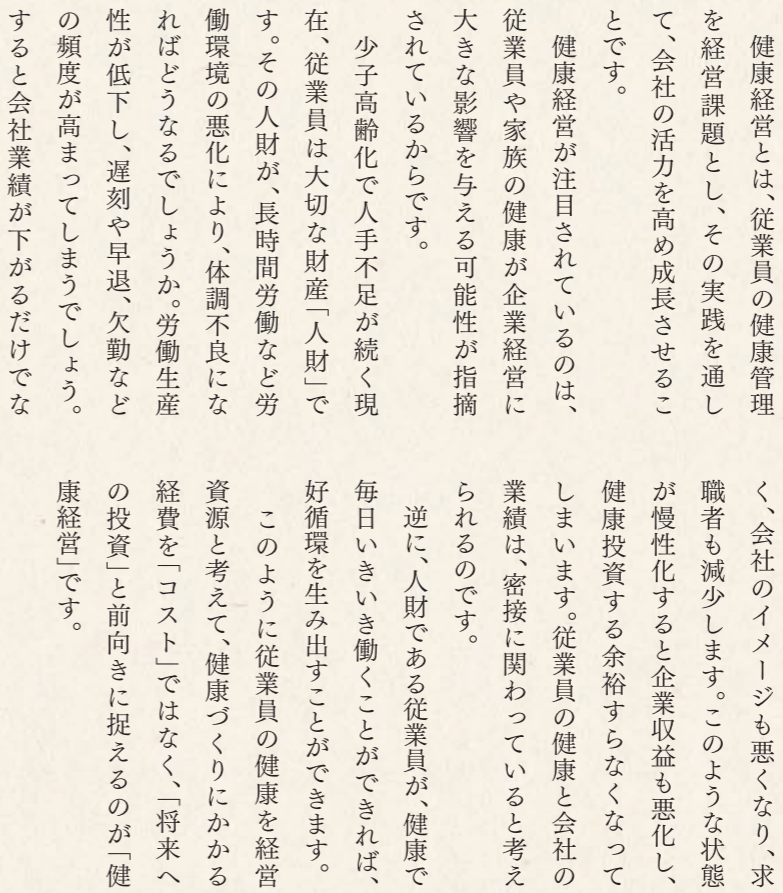 健康経営とは、従業員の健康管理
を経営課題とし、その実践を通し
て、会社の活力を高め成長させるこ
とです。
健康経営が注目されているのは、
従業員や家族の健康が企業経営に
大きな影響を与える可能性が指摘
されているからです。
少子高齢化で人手不足が続く現
在、従業員は大切な財産「人財」で
す。その人財が、長時間労働など労
働環境の悪化により、体調不良にな
ればどうなるでしょうか。労働生産
性が低下し、遅刻や早退、欠勤など
の頻度が高まってしまうでしょう。
すると会社業績が下がるだけでな
く、会社のイメージも悪くなり、求
職者も減少します。このような状態
が慢性化すると企業収益も悪化し、
健康投資する余裕すらなくなって
しまいます。従業員の健康と会社の
業績は、密接に関わっていると考え
られるのです。
逆に、人財である従業員が、健康で
毎日いきいき働くことができれば、
好循環を生み出すことができます。
このように従業員の健康を経営
資源と考えて、健康づくりにかかる
経費を「コスト」ではなく、「将来へ
の投資」と前向きに捉えるのが「健
康経営」です。